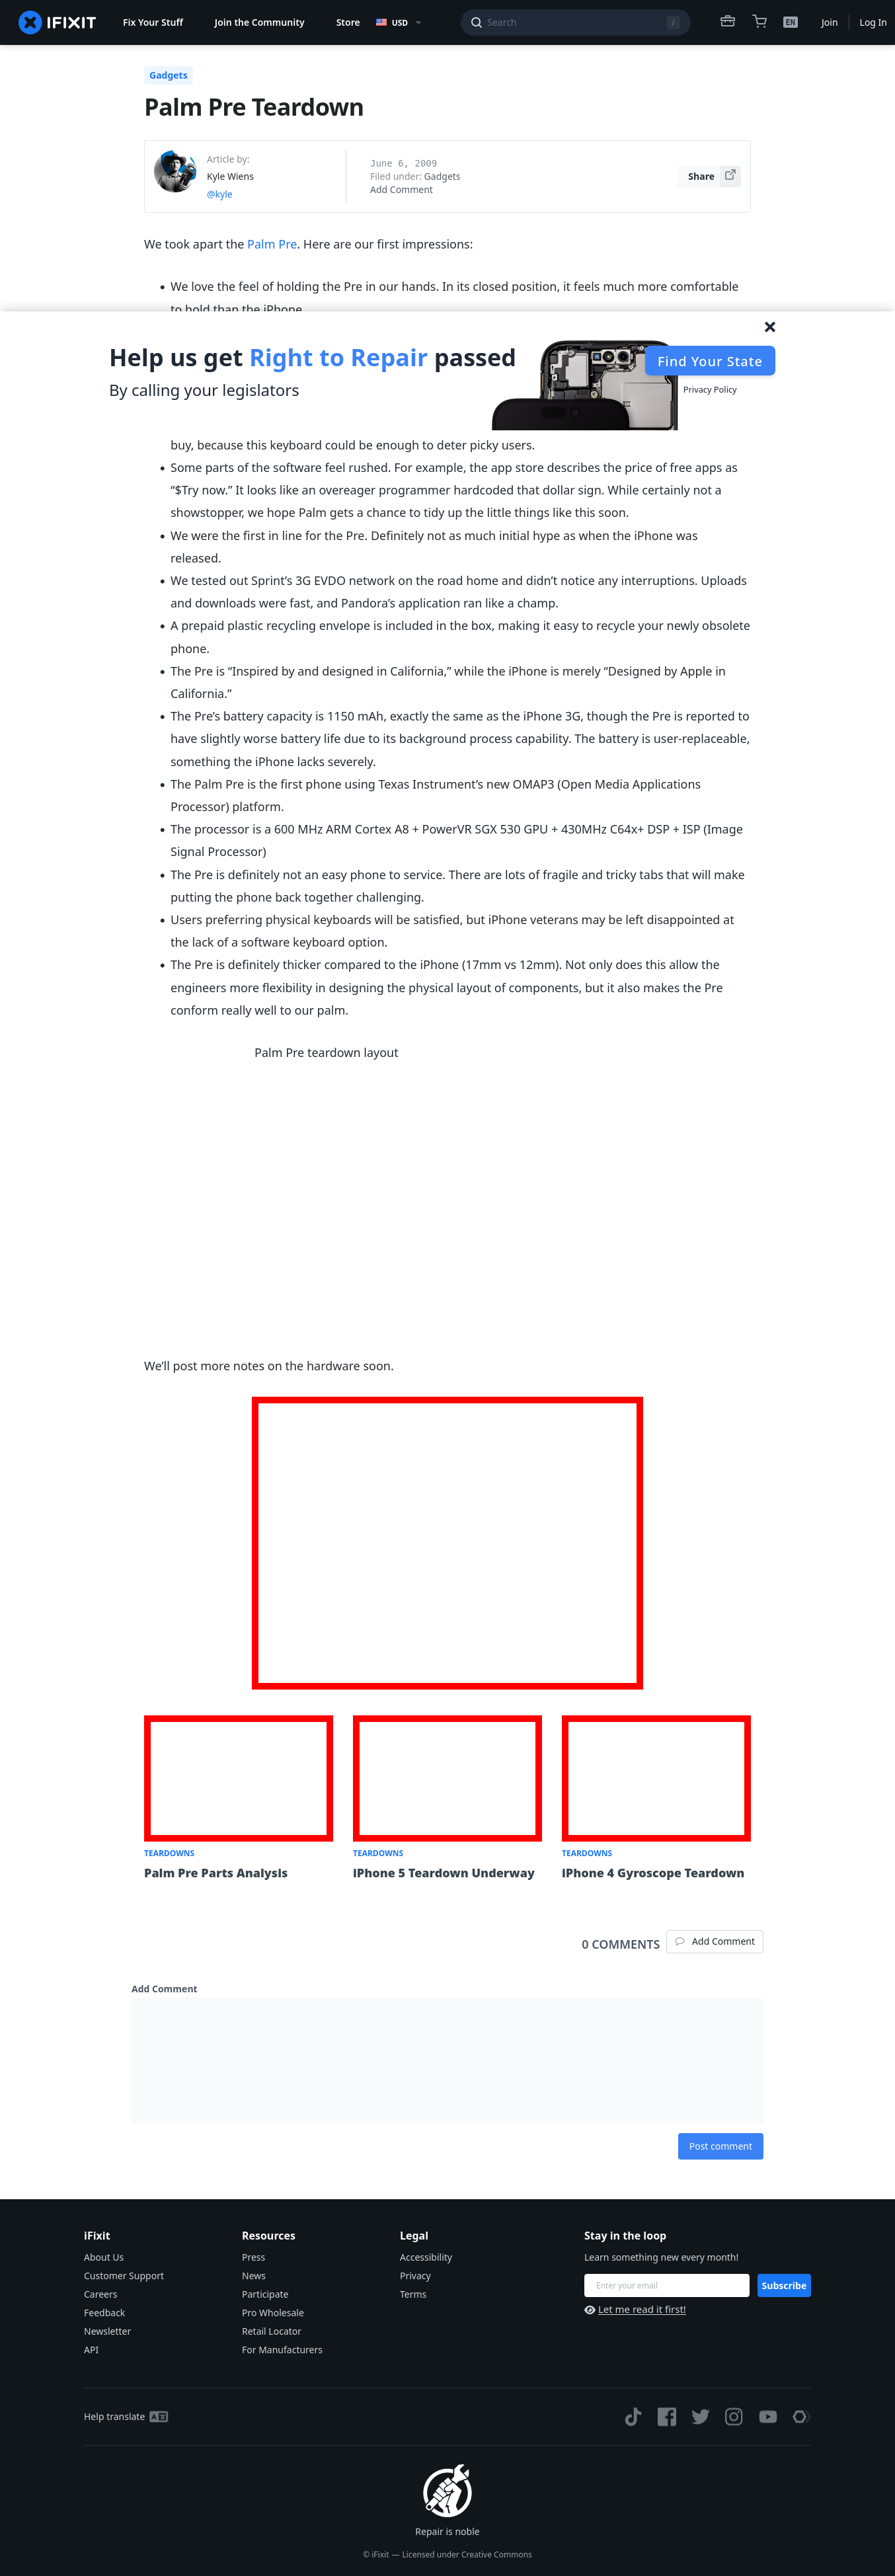 IFIXIT
Fix Your Stuff
Join the Community
Store
USD
Search
/
EN
Join
Log In
Gadgets
Palm Pre Teardown
Article by:
Kyle Wiens
@kyle
June 6, 2009
Filed under: Gadgets
Add Comment
Share
We took apart the Palm Pre. Here are our first impressions:
We love the feel of holding the Pre in our hands. In its closed position, it feels much more comfortable
to hold than the iPhone.
Help us get Right to Repair passed
By calling your legislators
Find Your State
Privacy Policy
buy, because this keyboard could be enough to deter picky users.
Some parts of the software feel rushed. For example, the app store describes the price of free apps as
“$Try now.” It looks like an overeager programmer hardcoded that dollar sign. While certainly not a
showstopper, we hope Palm gets a chance to tidy up the little things like this soon.
We were the first in line for the Pre. Definitely not as much initial hype as when the iPhone was
released.
We tested out Sprint’s 3G EVDO network on the road home and didn’t notice any interruptions. Uploads
and downloads were fast, and Pandora’s application ran like a champ.
A prepaid plastic recycling envelope is included in the box, making it easy to recycle your newly obsolete
phone.
The Pre is “Inspired by and designed in California,” while the iPhone is merely “Designed by Apple in
California.”
The Pre’s battery capacity is 1150 mAh, exactly the same as the iPhone 3G, though the Pre is reported to
have slightly worse battery life due to its background process capability. The battery is user-replaceable,
something the iPhone lacks severely.
The Palm Pre is the first phone using Texas Instrument’s new OMAP3 (Open Media Applications
Processor) platform.
The processor is a 600 MHz ARM Cortex A8 + PowerVR SGX 530 GPU + 430MHz C64x+ DSP + ISP (Image
Signal Processor)
The Pre is definitely not an easy phone to service. There are lots of fragile and tricky tabs that will make
putting the phone back together challenging.
Users preferring physical keyboards will be satisfied, but iPhone veterans may be left disappointed at
the lack of a software keyboard option.
The Pre is definitely thicker compared to the iPhone (17mm vs 12mm). Not only does this allow the
engineers more flexibility in designing the physical layout of components, but it also makes the Pre
conform really well to our palm.
Palm Pre teardown layout
We’ll post more notes on the hardware soon.
TEARDOWNS
Palm Pre Parts Analysis
TEARDOWNS
iPhone 5 Teardown Underway
TEARDOWNS
iPhone 4 Gyroscope Teardown
0 COMMENTS
Add Comment
Add Comment
Post comment
iFixit
About Us
Customer Support
Careers
Feedback
Newsletter
API
Resources
Press
News
Participate
Pro Wholesale
Retail Locator
For Manufacturers
Legal
Accessibility
Privacy
Terms
Stay in the loop
Learn something new every month!
Enter your email
Subscribe
Let me read it first!
Help translate
Repair is noble
© iFixit — Licensed under Creative Commons